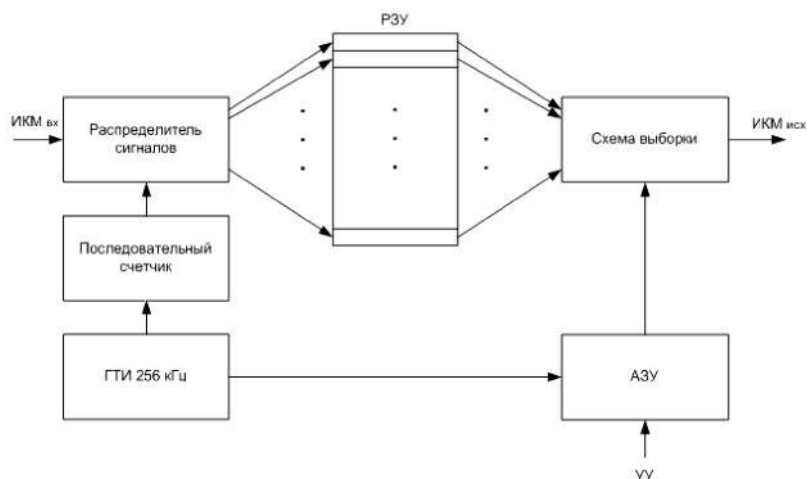 РЗУ
ИКМ вх
Распределитель
сигналов
Схема выборки
ИКМ исх
Последовательный
счетчик
ГТИ 256 кГц
АЗУ
УУ